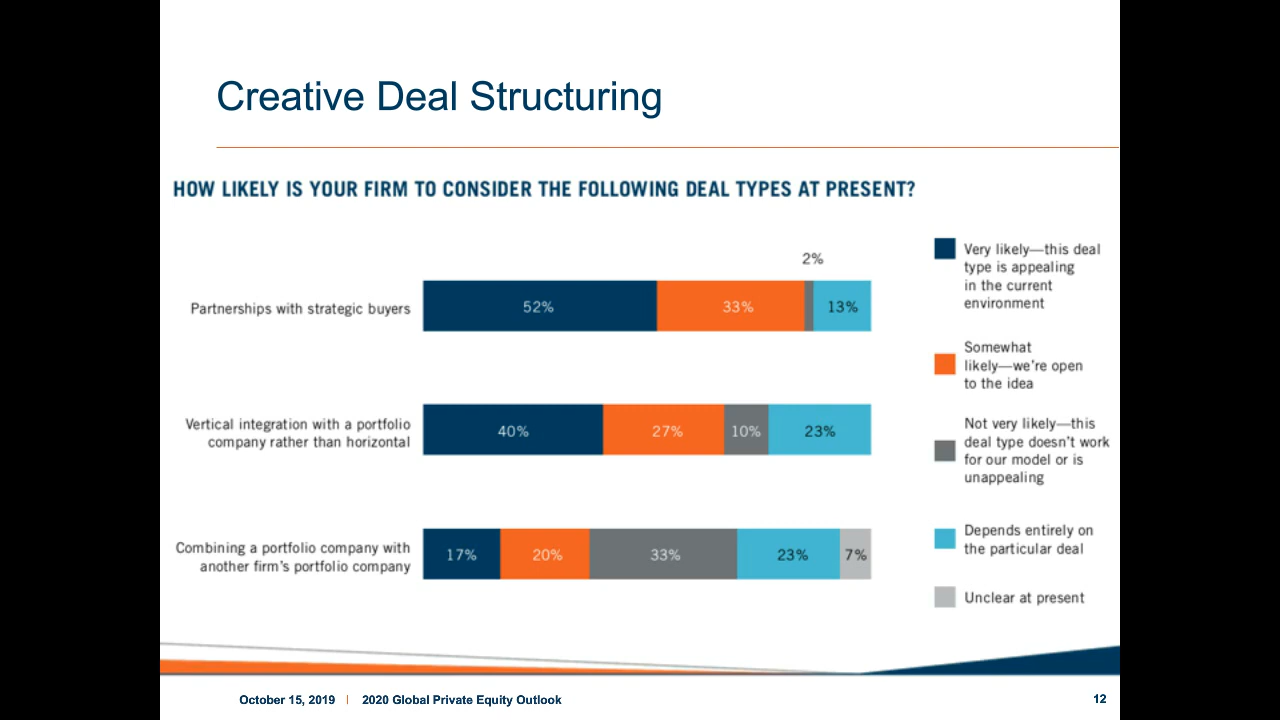 Creative Deal Structuring
HOW LIKELY IS YOUR FIRM TO CONSIDER THE FOLLOWING DEAL TYPES AT PRESENT?
2%
Partnerships with strategic buyers
52%
33%
13%
Vertical integration with a portfolio
company rather than horizontal
40%
27%
10%
23%
Combining a portfolio company with
another firm's portfolio company
17%
20%
33%
23%
7%
Very likely—this deal
type is appealing
in the current
environment
Somewhat
likely—we're open
to the idea
Not very likely—this
deal type doesn't work
for our model or is
unappealing
Depends entirely on
the particular deal
Unclear at present
October 15, 2019 | 2020 Global Private Equity Outlook
12